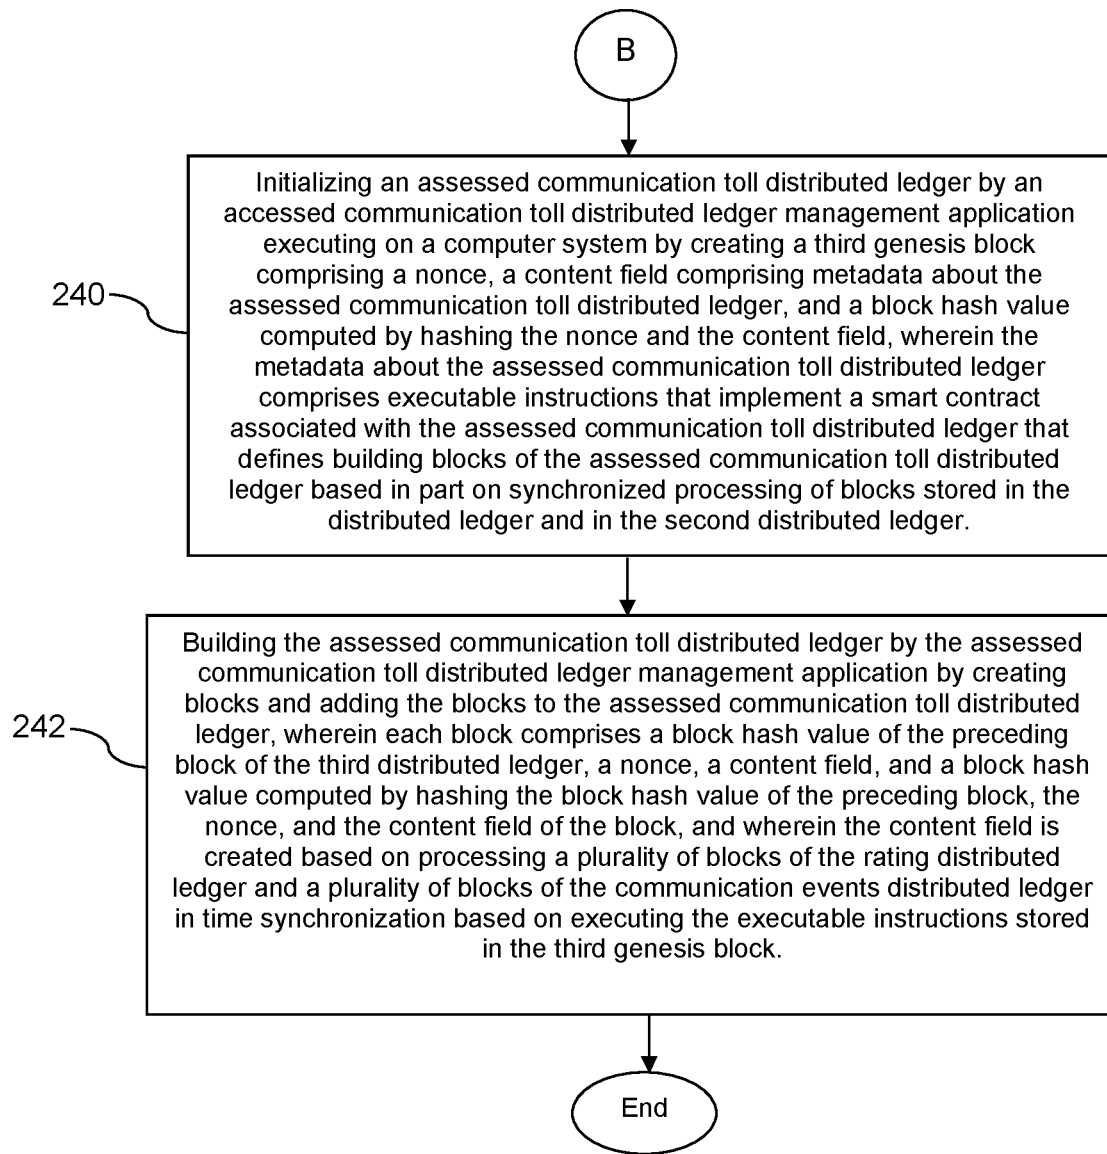 B
Initializing an assessed communication toll distributed ledger by an
accessed communication toll distributed ledger management application
executing on a computer system by creating a third genesis block
comprising a nonce, a content field comprising metadata about the
assessed communication toll distributed ledger, and a block hash value
computed by hashing the nonce and the content field, wherein the
metadata about the assessed communication toll distributed ledger
comprises executable instructions that implement a smart contract
associated with the assessed communication toll distributed ledger that
defines building blocks of the assessed communication toll distributed
ledger based in part on synchronized processing of blocks stored in the
distributed ledger and in the second distributed ledger.
240
Building the assessed communication toll distributed ledger by the assessed
communication toll distributed ledger management application by creating
blocks and adding the blocks to the assessed communication toll distributed
ledger, wherein each block comprises a block hash value of the preceding
block of the third distributed ledger, a nonce, a content field, and a block hash
value computed by hashing the block hash value of the preceding block, the
nonce, and the content field of the block, and wherein the content field is
created based on processing a plurality of blocks of the rating distributed
ledger and a plurality of blocks of the communication events distributed ledger
in time synchronization based on executing the executable instructions stored
in the third genesis block.
242
End